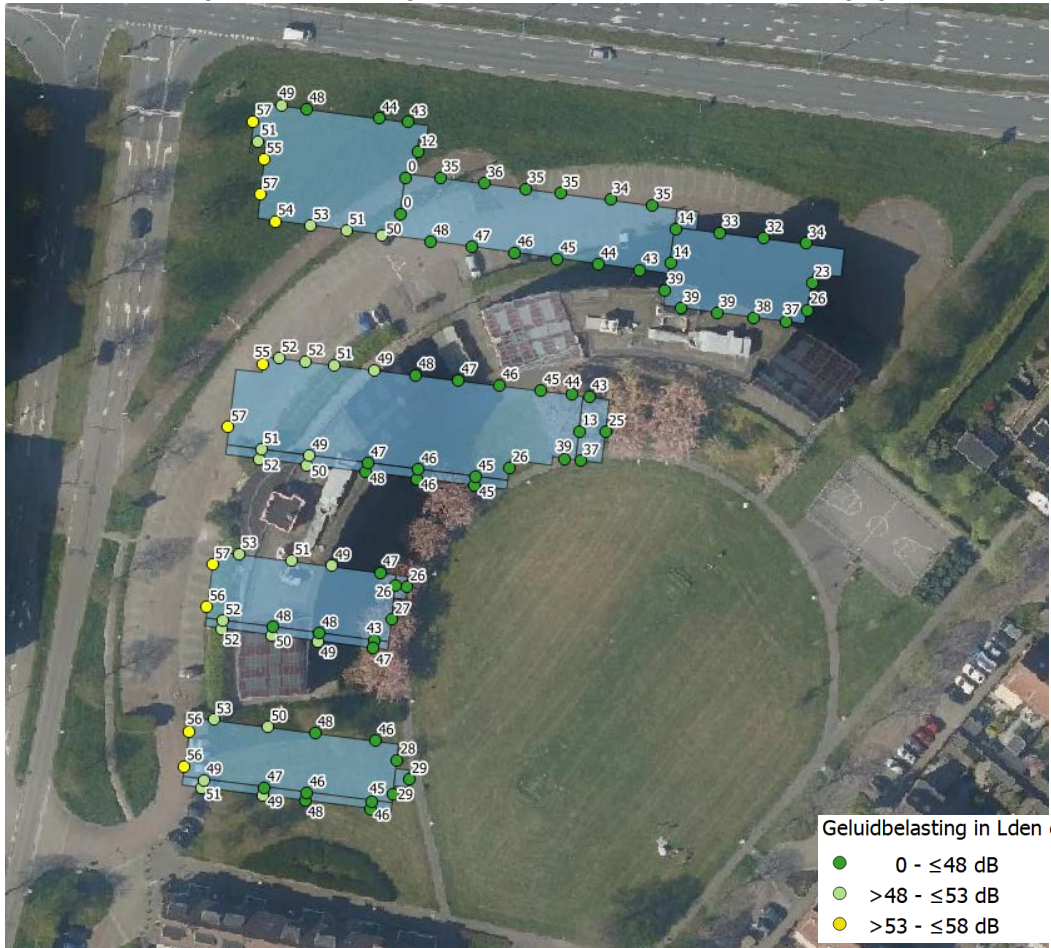 49 48 44 43
57
51
12
55
0 35 36 35 35 34 35
57
0
54 53 51 50 48 47 46 45 44 43
14 33 32 34
14
23
39
39 39 38 37 26
55 52 52 51 49 48 47 46 45 44 43
57
13 25
51 49 47 46 45 26 39 37
52 50 48 46 45
57 53 51 49 47 26
26
56
27
52 48 48 43
52 50 49 47
56 53 50 48 46
28
56
29
49 47 46 45 29
51 49 48 46
Geluidbelasting in Lden
0 - ≤48 dB
>48 - ≤53 dB
>53 - ≤58 dB